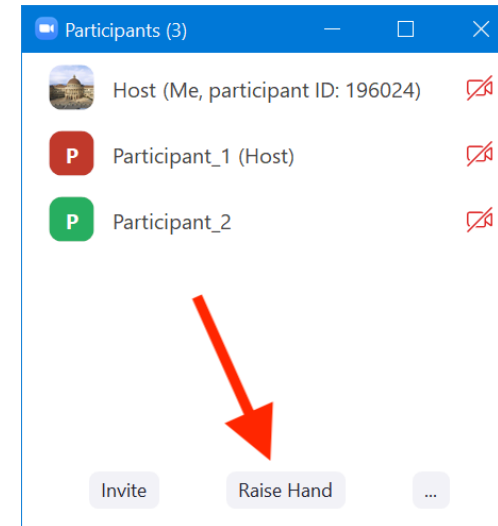 Participants (3)
Host (Me, participant ID: 196024)
P
Participant_1 (Host)
P
Participant_2
Invite
Raise Hand
...